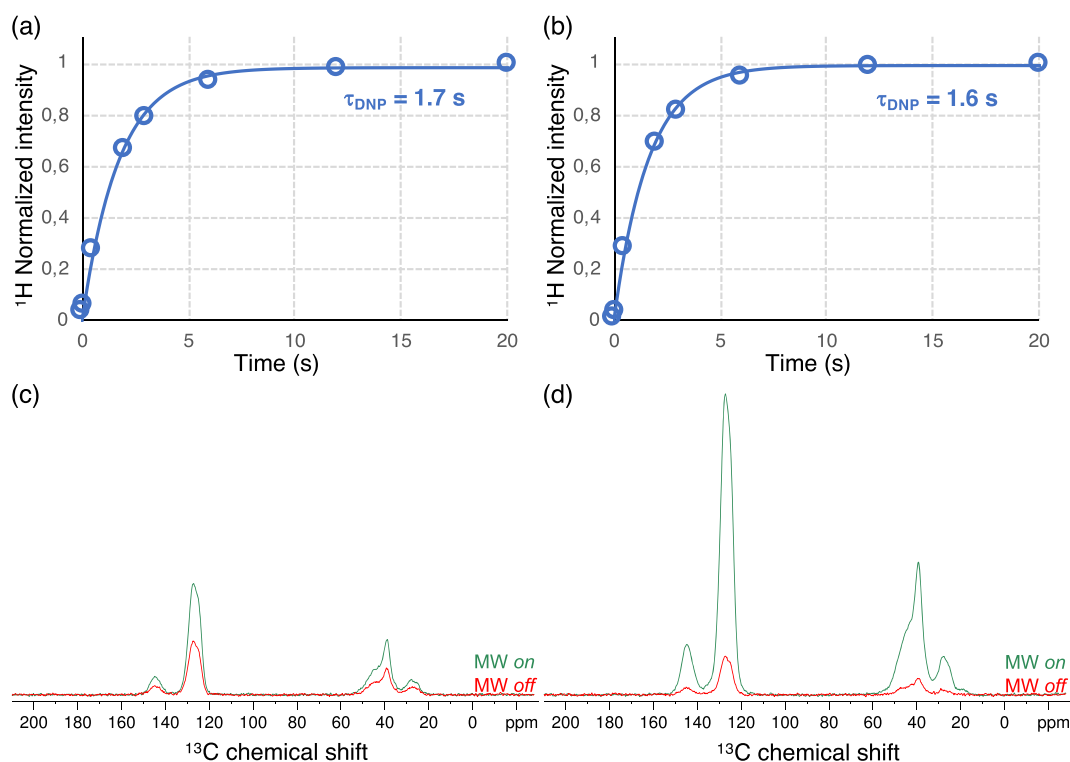 (a)
¹H Normalized intensity
1
0,8
0,6
0,4
0,2
0
τDNP = 1.7 s
0 5 10 15 20
Time (s)
(b)
¹H Normalized intensity
1
0,8
0,6
0,4
0,2
0
τDNP = 1.6 s
0 5 10 15 20
Time (s)
(c)
MW on
MW off
200 180 160 140 120 100 80 60 40 20 0 ppm
¹³C chemical shift
(d)
MW on
MW off
200 180 160 140 120 100 80 60 40 20 0 ppm
¹³C chemical shift